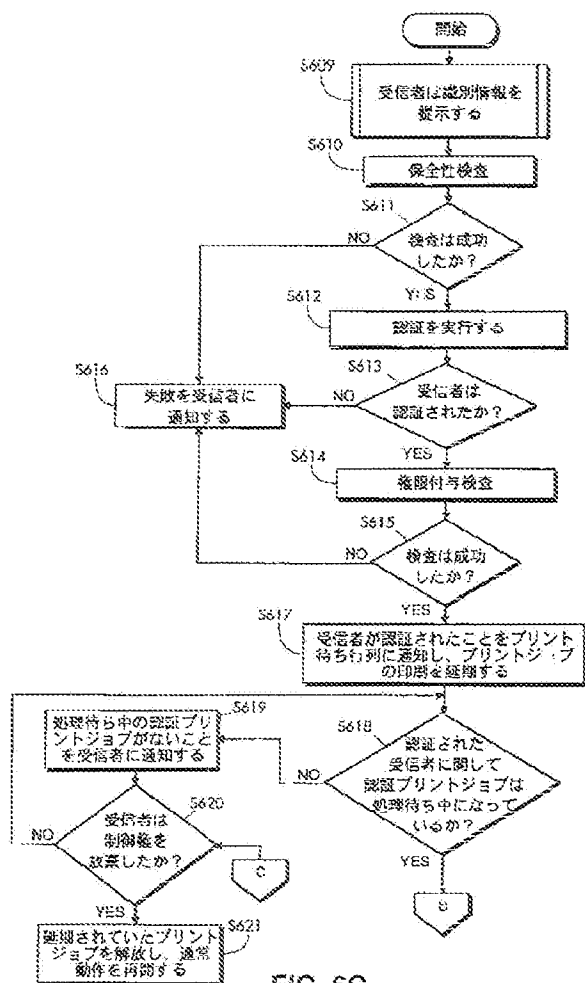 開始
S609
受信者は識別情報を
提示する
S610
保全性検査
S611
検査は成功
したか？
NO
YES
S612
認証を実行する
S613
受信者は
認証されたか？
NO
YES
S616
失敗を受信者に
通知する
S614
権限付与検査
S615
検査は成功
したか？
NO
YES
S617
受信者が認証されたことをプリント
待ち行列に通知し、プリントジョブ
の印刷を延期する
S618
認証された
受信者に関して
認証プリントジョブは
処理待ち中になって
いるか？
NO
YES
B
S619
処理待ち中の認証プリント
ジョブがないこと
を受信者に通知する
S620
受信者は
制御権を
放棄したか？
NO
YES
C
S621
延期されていたプリント
ジョブを解放し、通常
動作を再開する
FIG. 6C